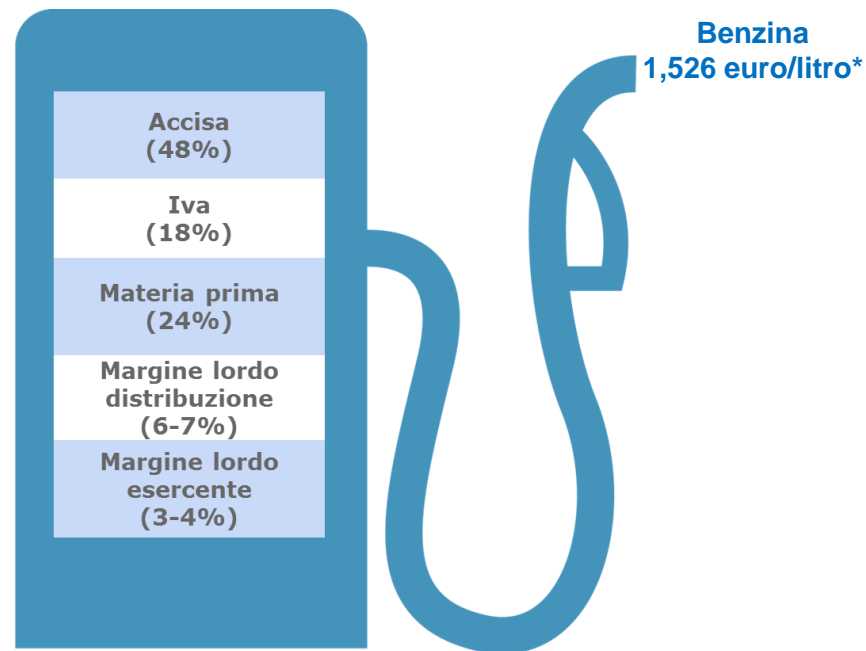 Benzina
1,526 euro/litro*
Accisa
(48%)
Iva
(18%)
Materia prima
(24%)
Margine lordo
distribuzione
(6-7%)
Margine lordo
esercente
(3-4%)